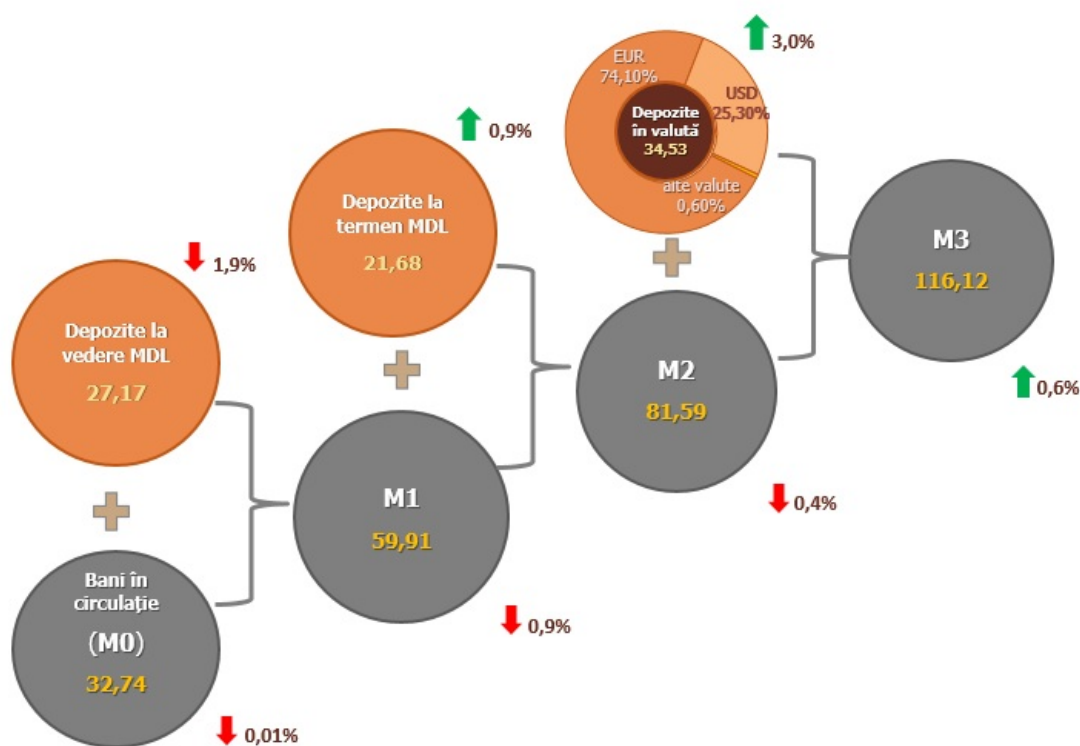 3,0%
EUR
74,10%
USD
25,30%
Depozite
în valută
34,53
alte valute
0,60%
0,9%
Depozite la
termen MDL
21,68
1,9%
Depozite la
vedere MDL
27,17
M3
116,12
0,6%
M2
81,59
0,4%
M1
59,91
0,9%
Bani în
circulație
(M0)
32,74
0,01%